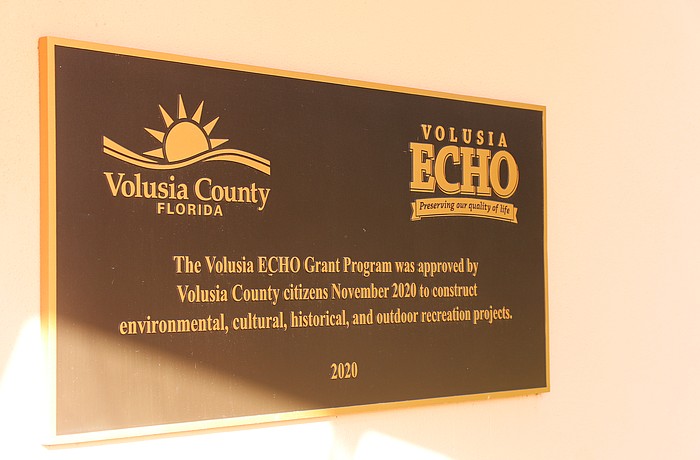 Volusia County
FLORIDA
VOLUSIA
ECHO
Preserving our quality of life
The Volusia ECHO Grant Program was approved by
Volusia County citizens November 2020 to construct
environmental, cultural, historical, and outdoor recreation projects.
2020